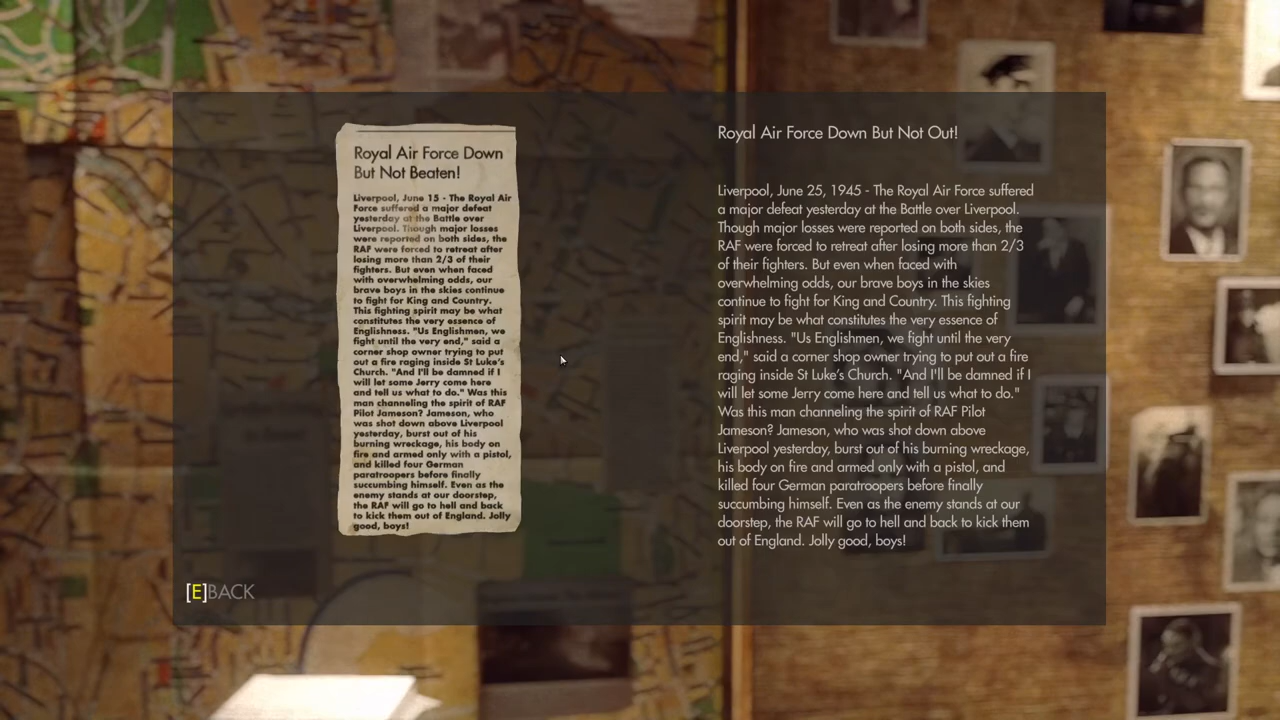 Royal Air Force Down
But Not Beaten!
Liverpool, June 15 - The Royal Air
Force suffered a major defeat
yesterday at the Battle over
Liverpool. Though major losses
were reported on both sides, the
RAF were forced to retreat after
losing more than 2/3 of their
fighters. But even when faced
with overwhelming odds, our
brave boys in the skies continue
to fight for King and Country.
This fighting spirit may be what
constitutes the very essence of
Englishness. "Us Englishmen, we
fight until the very end," said a
corner shop owner trying to put
out a fire raging inside St Luke's
Church. "And I'll be damned if I
will let some Jerry come here
and tell us what to do." Was this
man channeling the spirit of RAF
Pilot Jameson? Jameson, who
was shot down above Liverpool
yesterday, burst out of his
burning wreckage, his body on
fire and armed only with a pistol,
and killed four German
paratroopers before finally
succumbing himself. Even as the
enemy stands at our doorstep,
the RAF will go to hell and back
to kick them out of England. Jolly
good, boys!
Royal Air Force Down But Not Out!
Liverpool, June 25, 1945 - The Royal Air Force suffered
a major defeat yesterday at the Battle over Liverpool.
Though major losses were reported on both sides, the
RAF were forced to retreat after losing more than 2/3
of their fighters. But even when faced with
overwhelming odds, our brave boys in the skies
continue to fight for King and Country. This fighting
spirit may be what constitutes the very essence of
Englishness. "Us Englishmen, we fight until the very
end," said a corner shop owner trying to put out a fire
raging inside St Luke's Church. "And I'll be damned if I
will let some Jerry come here and tell us what to do."
Was this man channeling the spirit of RAF Pilot
Jameson? Jameson, who was shot down above
Liverpool yesterday, burst out of his burning wreckage,
his body on fire and armed only with a pistol, and
killed four German paratroopers before finally
succumbing himself. Even as the enemy stands at our
doorstep, the RAF will go to hell and back to kick them
out of England. Jolly good, boys!
[E]BACK